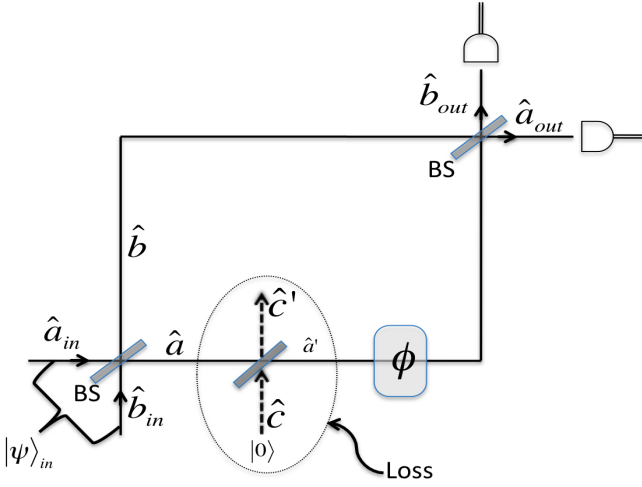 b̂_out
â_out
BS
b̂
ĉ'
â_in
â
â'
ϕ
BS
b̂_in
ĉ
|ψ⟩_in
|0⟩
Loss